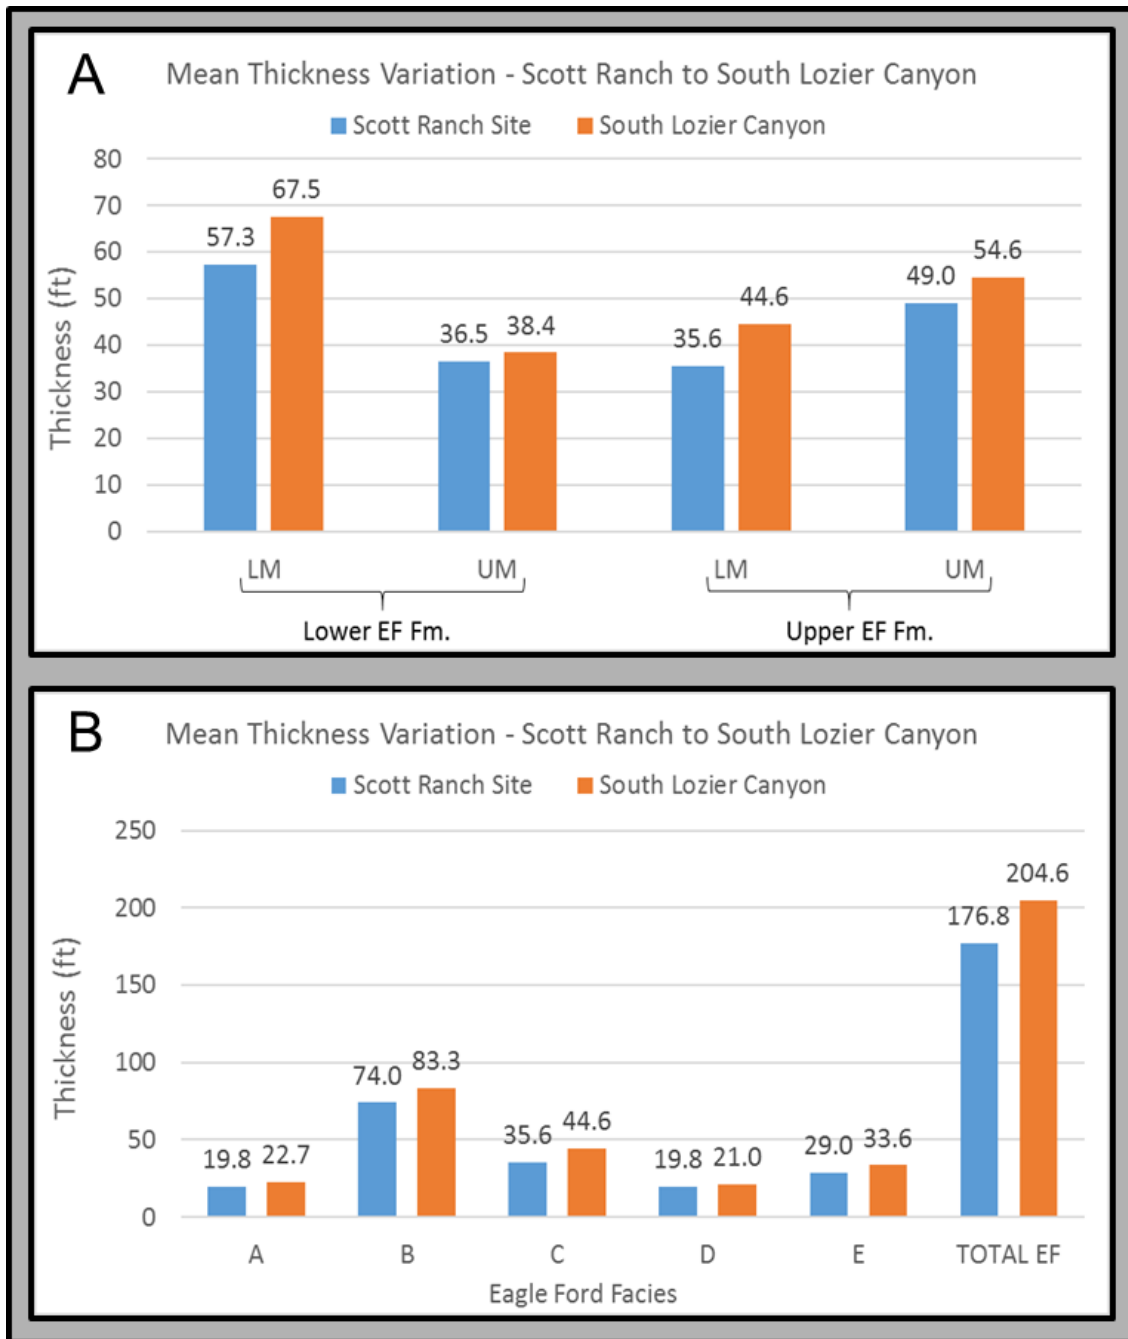 A
Mean Thickness Variation - Scott Ranch to South Lozier Canyon
Scott Ranch Site South Lozier Canyon
Thickness (ft)
80
70
60
50
40
30
20
10
0
57.3 67.5
36.5 38.4
35.6 44.6
49.0 54.6
LM UM LM UM
Lower EF Fm. Upper EF Fm.
B
Mean Thickness Variation - Scott Ranch to South Lozier Canyon
Scott Ranch Site South Lozier Canyon
Thickness (ft)
250
200
150
100
50
0
19.8 22.7
74.0 83.3
35.6 44.6
19.8 21.0
29.0 33.6
176.8 204.6
A B C D E TOTAL EF
Eagle Ford Facies